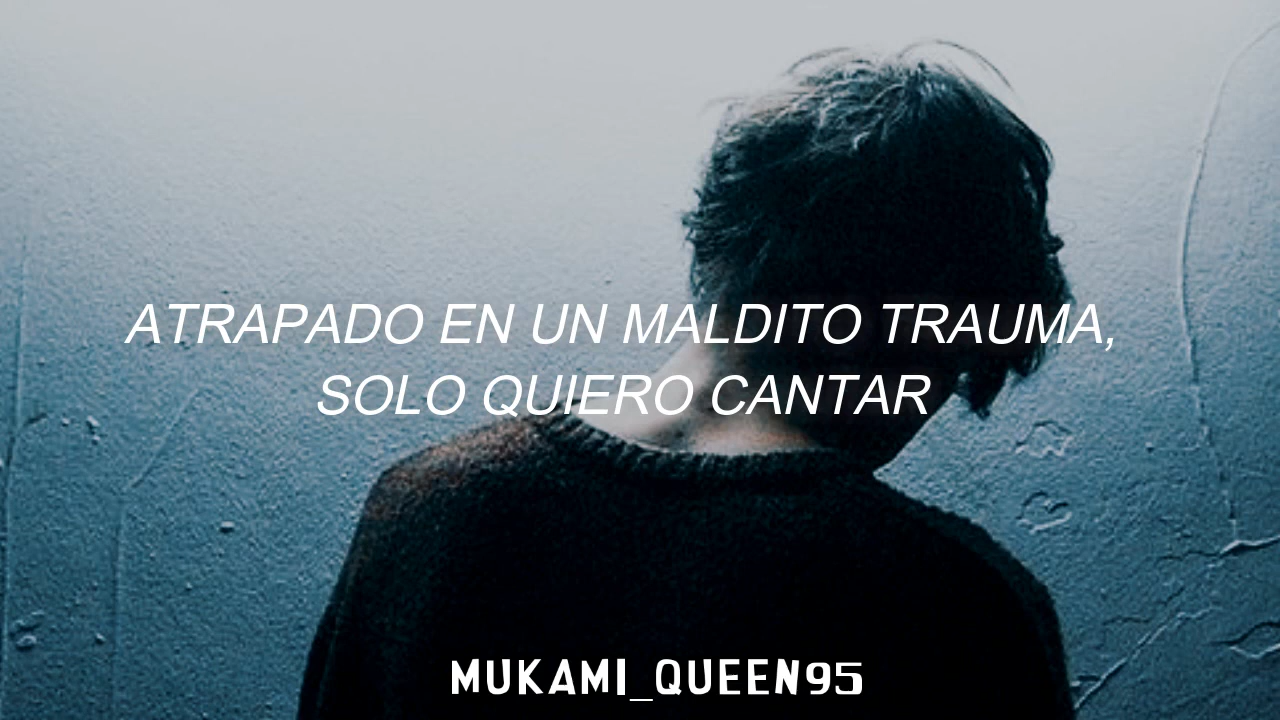 ATRAPADO EN UN MALDITO TRAUMA,
SOLO QUIERO CANTAR
MUKAMI_QUEEN95